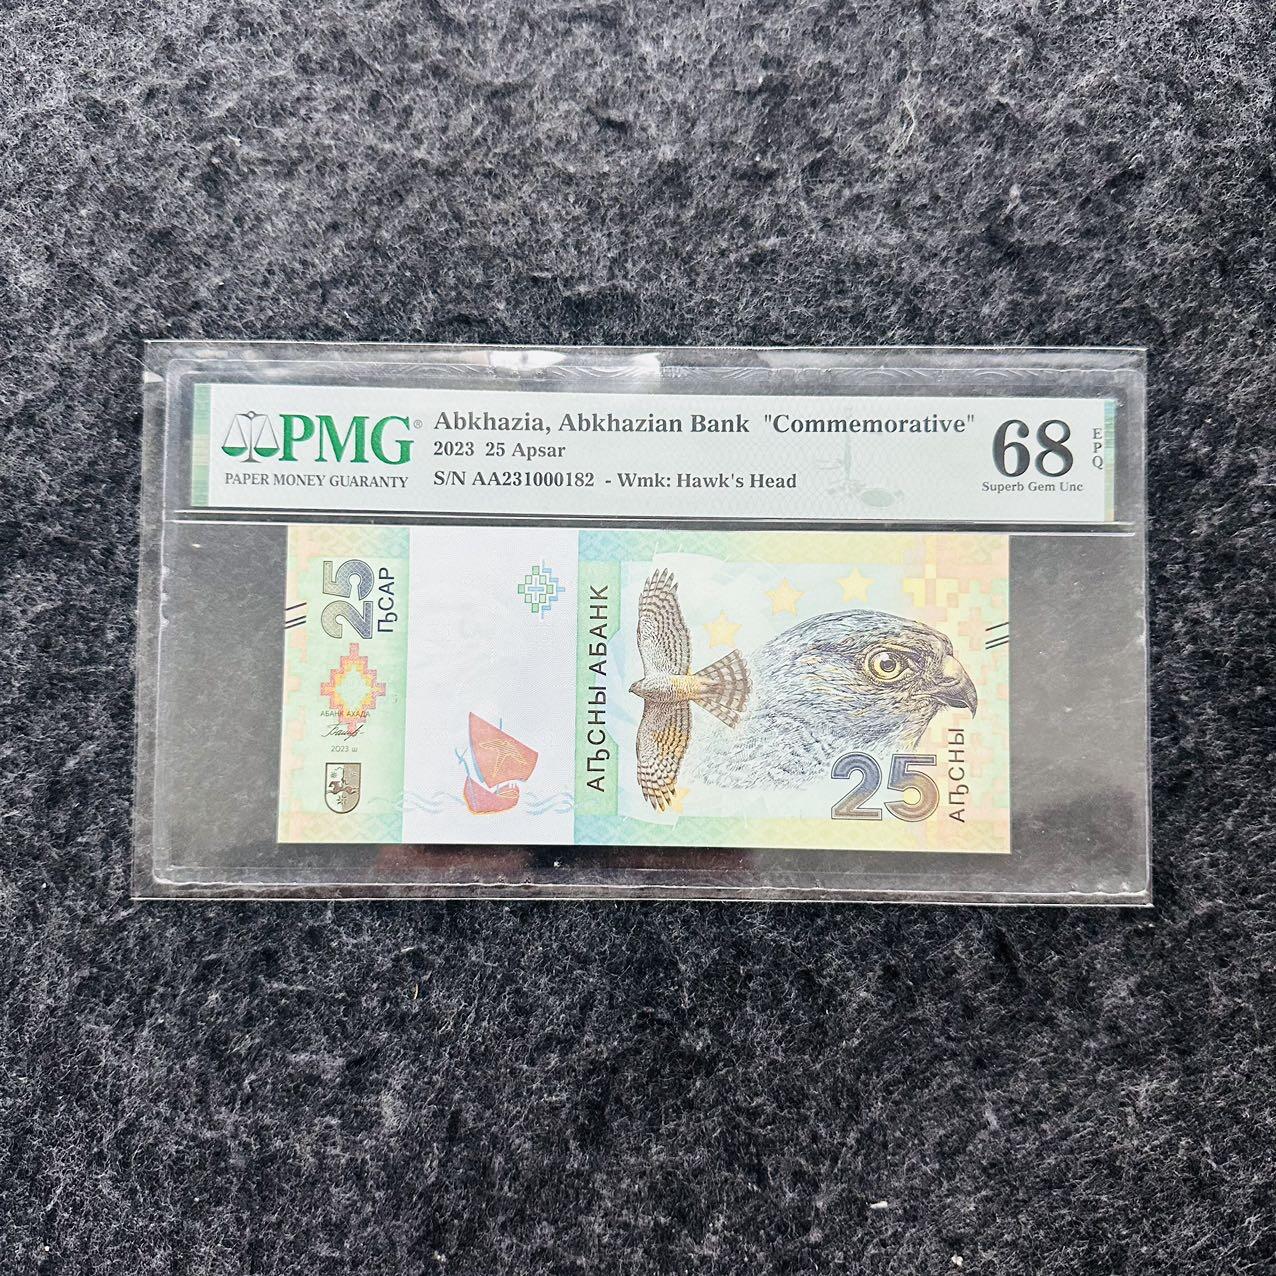 PMG®
PAPER MONEY GUARANTY
Abkhazia, Abkhazian Bank "Commemorative"
2023 25 Apsar
S/N AA231000182 - Wmk: Hawk's Head
68
EPQ
Superb Gem Unc
25
ԤСАР
АБАНК АХАДА
2023 ш
АԤСНЫ АБАНК
25
АԤСНЫ